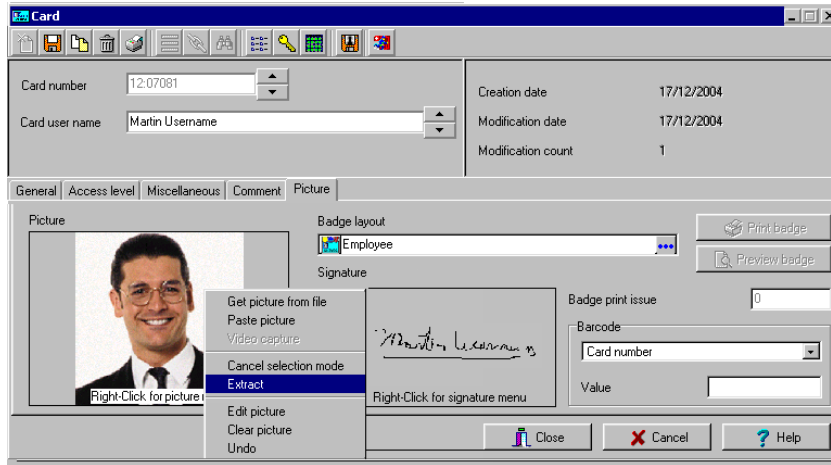 Card
Card number 12:07081
Card user name Martin Username
Creation date 17/12/2004
Modification date 17/12/2004
Modification count 1
General Access level Miscellaneous Comment Picture
Picture
Right-Click for picture
Get picture from file
Paste picture
Video capture
Cancel selection mode
Extract
Edit picture
Clear picture
Undo
Badge layout
Employee
Signature
Martin
Right-Click for signature menu
Print badge
Preview badge
Badge print issue 0
Barcode
Card number
Value
Close Cancel Help